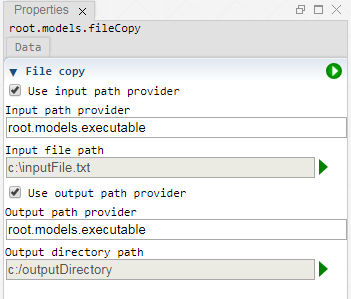 Properties
root.models.fileCopy
Data
File copy
Use input path provider
Input path provider
root.models.executable
Input file path
c:\inputFile.txt
Use output path provider
Output path provider
root.models.executable
Output directory path
c:/outputDirectory